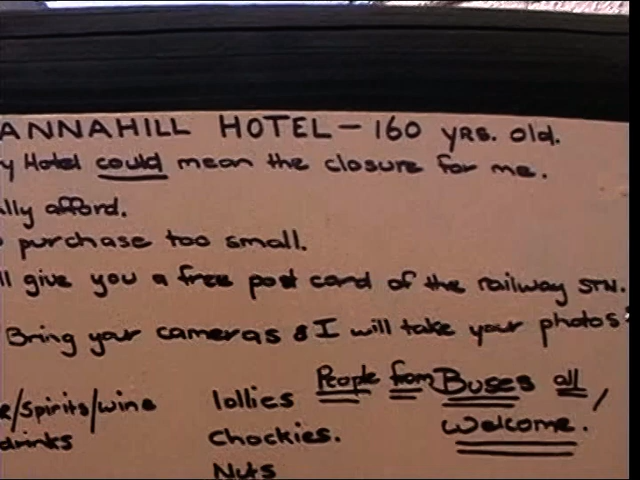 ANNAHILL HOTEL - 160 YRS. old.
y Hotel could mean the closure for me.
lly afford.
purchase too small.
ll give you a free post card of the railway STN.
Bring your cameras & I will take your photos
e/spirits/wine lollies People from Buses all
drinks chockies. welcome.
Nuts